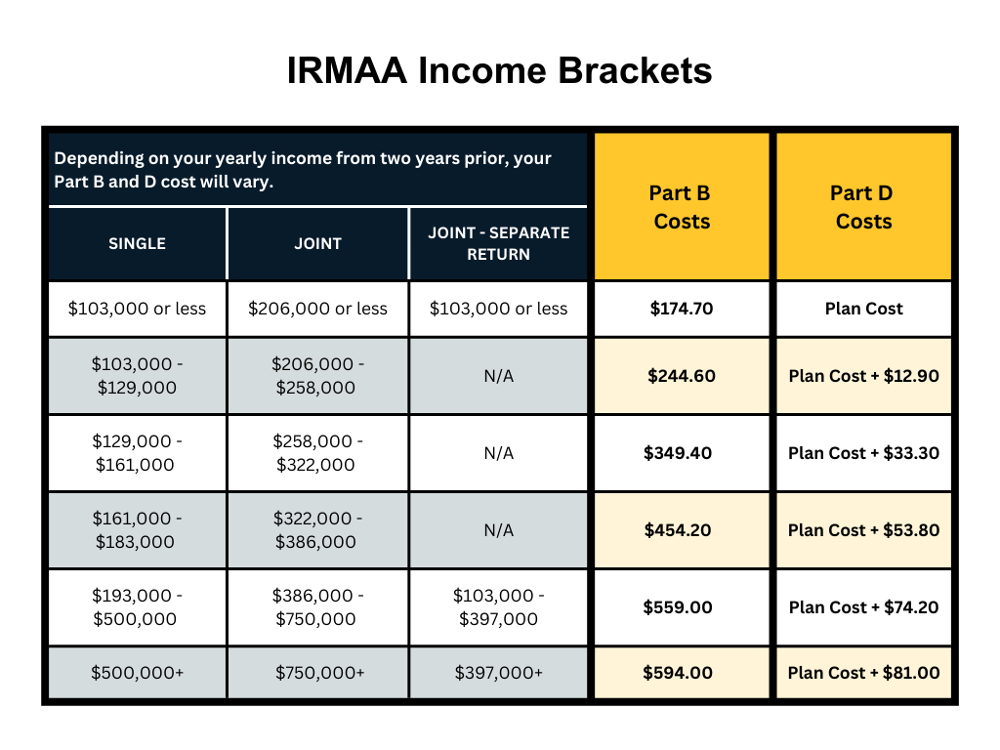 IRMAA Income Brackets
Depending on your yearly income from two years prior, your
Part B and D cost will vary.
Part B
Costs
Part D
Costs
SINGLE
JOINT
JOINT - SEPARATE
RETURN
$103,000 or less
$206,000 or less
$103,000 or less
$174.70
Plan Cost
$103,000 -
$129,000
$206,000 -
$258,000
N/A
$244.60
Plan Cost + $12.90
$129,000 -
$161,000
$258,000 -
$322,000
N/A
$349.40
Plan Cost + $33.30
$161,000 -
$183,000
$322,000 -
$386,000
N/A
$454.20
Plan Cost + $53.80
$193,000 -
$500,000
$386,000 -
$750,000
$103,000 -
$397,000
$559.00
Plan Cost + $74.20
$500,000+
$750,000+
$397,000+
$594.00
Plan Cost + $81.00